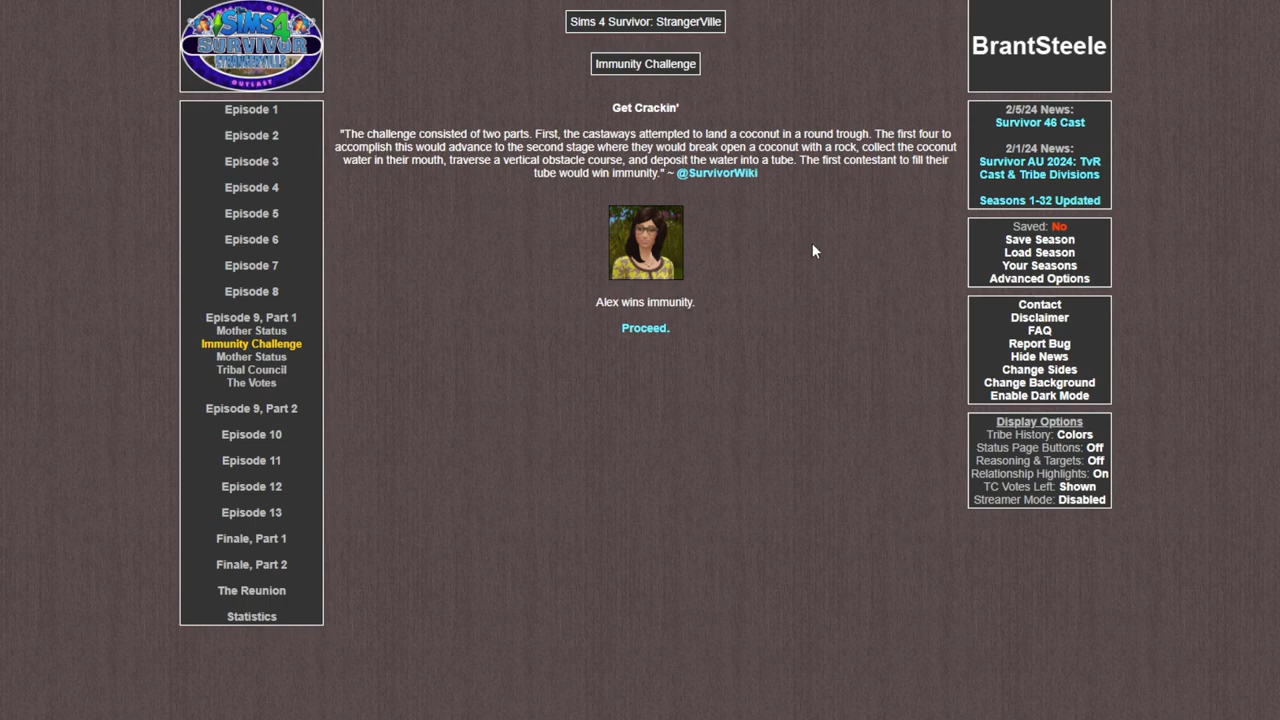 SIMS 4
SURVIVOR
STRANGERVILLE
OUTLAST
Episode 1
Episode 2
Episode 3
Episode 4
Episode 5
Episode 6
Episode 7
Episode 8
Episode 9, Part 1
Mother Status
Immunity Challenge
Mother Status
Tribal Council
The Votes
Episode 9, Part 2
Episode 10
Episode 11
Episode 12
Episode 13
Finale, Part 1
Finale, Part 2
The Reunion
Statistics
Sims 4 Survivor: StrangerVille
Immunity Challenge
Get Crackin'
"The challenge consisted of two parts. First, the castaways attempted to land a coconut in a round trough. The first four to
accomplish this would advance to the second stage where they would break open a coconut with a rock, collect the coconut
water in their mouth, traverse a vertical obstacle course, and deposit the water into a tube. The first contestant to fill their
tube would win immunity." ~ @SurvivorWiki
Alex wins immunity.
Proceed.
BrantSteele
2/5/24 News:
Survivor 46 Cast
2/1/24 News:
Survivor AU 2024: TvR
Cast & Tribe Divisions
Seasons 1-32 Updated
Saved: No
Save Season
Load Season
Your Seasons
Advanced Options
Contact
Disclaimer
FAQ
Report Bug
Hide News
Change Sides
Change Background
Enable Dark Mode
Display Options
Tribe History: Colors
Status Page Buttons: Off
Reasoning & Targets: Off
Relationship Highlights: On
TC Votes Left: Shown
Streamer Mode: Disabled